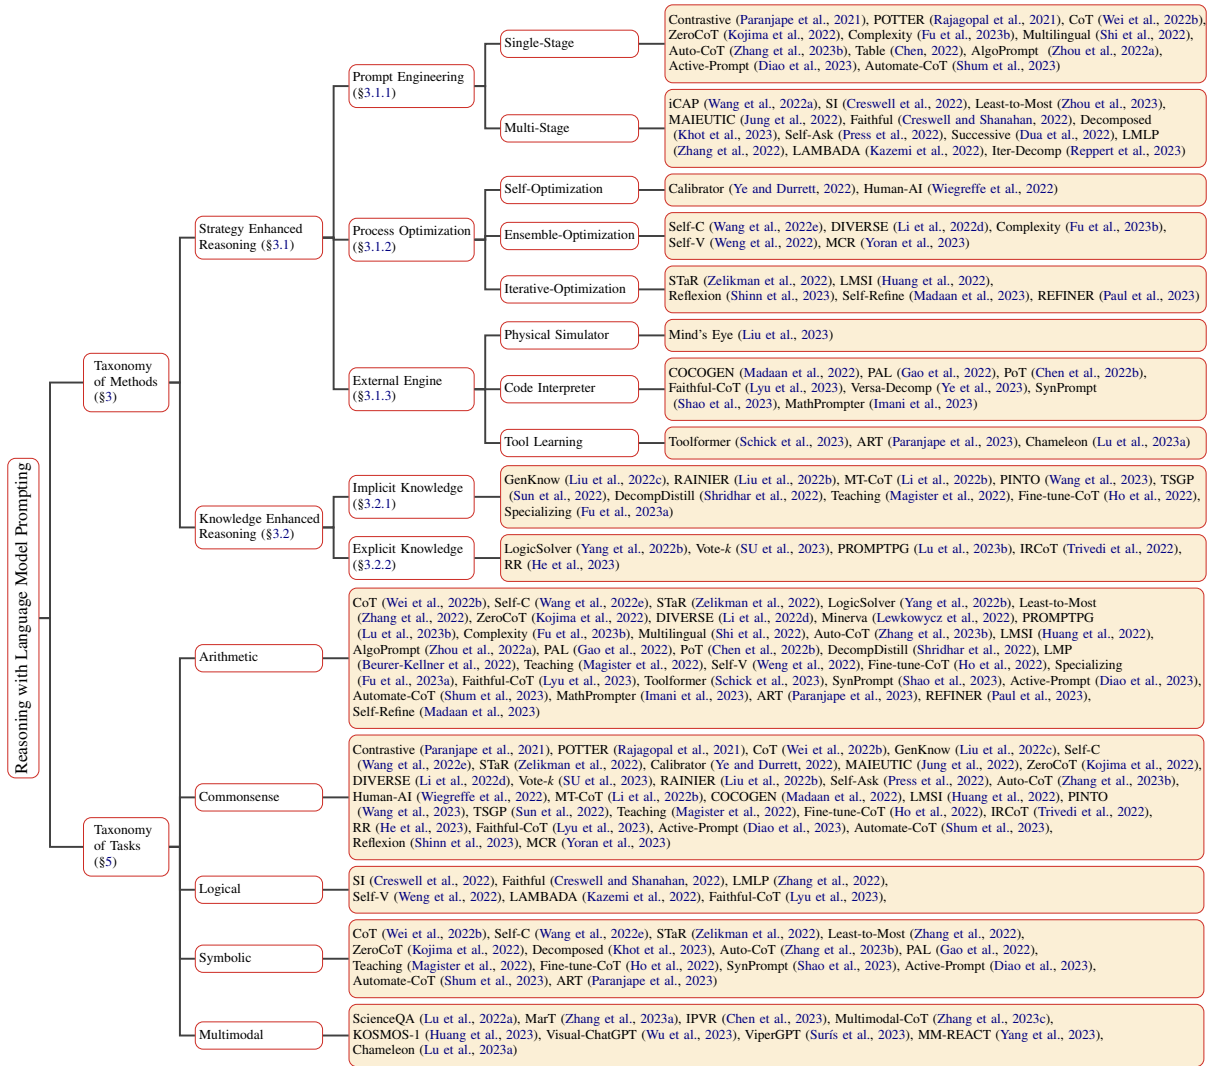 Reasoning with Language Model Prompting
Taxonomy
of Methods
(§3)
Strategy Enhanced
Reasoning (§3.1)
Prompt Engineering
(§3.1.1)
Single-Stage
Contrastive (Paranjape et al., 2021), POTTER (Rajagopal et al., 2021), CoT (Wei et al., 2022b),
ZeroCoT (Kojima et al., 2022), Complexity (Fu et al., 2023b), Multilingual (Shi et al., 2022),
Auto-CoT (Zhang et al., 2023b), Table (Chen, 2022), AlgoPrompt (Zhou et al., 2022a),
Active-Prompt (Diao et al., 2023), Automate-CoT (Shum et al., 2023)
Multi-Stage
iCAP (Wang et al., 2022a), SI (Creswell et al., 2022), Least-to-Most (Zhou et al., 2023),
MAIEUTIC (Jung et al., 2022), Faithful (Creswell and Shanahan, 2022), Decomposed
(Khot et al., 2023), Self-Ask (Press et al., 2022), Successive (Dua et al., 2022), LMLP
(Zhang et al., 2022), LAMBADA (Kazemi et al., 2022), Iter-Decomp (Reppert et al., 2023)
Process Optimization
(§3.1.2)
Self-Optimization
Calibrator (Ye and Durrett, 2022), Human-AI (Wiegreffe et al., 2022)
Ensemble-Optimization
Self-C (Wang et al., 2022e), DIVERSE (Li et al., 2022d), Complexity (Fu et al., 2023b),
Self-V (Weng et al., 2022), MCR (Yoran et al., 2023)
Iterative-Optimization
STaR (Zelikman et al., 2022), LMSI (Huang et al., 2022),
Reflexion (Shinn et al., 2023), Self-Refine (Madaan et al., 2023), REFINER (Paul et al., 2023)
External Engine
(§3.1.3)
Physical Simulator
Mind's Eye (Liu et al., 2023)
Code Interpreter
COCOGEN (Madaan et al., 2022), PAL (Gao et al., 2022), PoT (Chen et al., 2022b),
Faithful-CoT (Lyu et al., 2023), Versa-Decomp (Ye et al., 2023), SynPrompt
(Shao et al., 2023), MathPrompter (Imani et al., 2023)
Tool Learning
Toolformer (Schick et al., 2023), ART (Paranjape et al., 2023), Chameleon (Lu et al., 2023a)
Knowledge Enhanced
Reasoning (§3.2)
Implicit Knowledge
(§3.2.1)
GenKnow (Liu et al., 2022c), RAINIER (Liu et al., 2022b), MT-CoT (Li et al., 2022b), PINTO (Wang et al., 2023), TSGP
(Sun et al., 2022), DecompDistill (Shridhar et al., 2022), Teaching (Magister et al., 2022), Fine-tune-CoT (Ho et al., 2022),
Specializing (Fu et al., 2023a)
Explicit Knowledge
(§3.2.2)
LogicSolver (Yang et al., 2022b), Vote-k (SU et al., 2023), PROMPTPG (Lu et al., 2023b), IRCoT (Trivedi et al., 2022),
RR (He et al., 2023)
Taxonomy
of Tasks
(§5)
Arithmetic
CoT (Wei et al., 2022b), Self-C (Wang et al., 2022e), STaR (Zelikman et al., 2022), LogicSolver (Yang et al., 2022b), Least-to-Most
(Zhang et al., 2022), ZeroCoT (Kojima et al., 2022), DIVERSE (Li et al., 2022d), Minerva (Lewkowycz et al., 2022), PROMPTPG
(Lu et al., 2023b), Complexity (Fu et al., 2023b), Multilingual (Shi et al., 2022), Auto-CoT (Zhang et al., 2023b), LMSI (Huang et al., 2022),
AlgoPrompt (Zhou et al., 2022a), PAL (Gao et al., 2022), PoT (Chen et al., 2022b), DecompDistill (Shridhar et al., 2022), LMP
(Beurer-Kellner et al., 2022), Teaching (Magister et al., 2022), Self-V (Weng et al., 2022), Fine-tune-CoT (Ho et al., 2022), Specializing
(Fu et al., 2023a), Faithful-CoT (Lyu et al., 2023), Toolformer (Schick et al., 2023), SynPrompt (Shao et al., 2023), Active-Prompt (Diao et al., 2023),
Automate-CoT (Shum et al., 2023), MathPrompter (Imani et al., 2023), ART (Paranjape et al., 2023), REFINER (Paul et al., 2023),
Self-Refine (Madaan et al., 2023)
Commonsense
Contrastive (Paranjape et al., 2021), POTTER (Rajagopal et al., 2021), CoT (Wei et al., 2022b), GenKnow (Liu et al., 2022c), Self-C
(Wang et al., 2022e), STaR (Zelikman et al., 2022), Calibrator (Ye and Durrett, 2022), MAIEUTIC (Jung et al., 2022), ZeroCoT (Kojima et al., 2022),
DIVERSE (Li et al., 2022d), Vote-k (SU et al., 2023), RAINIER (Liu et al., 2022b), Self-Ask (Press et al., 2022), Auto-CoT (Zhang et al., 2023b),
Human-AI (Wiegreffe et al., 2022), MT-CoT (Li et al., 2022b), COCOGEN (Madaan et al., 2022), LMSI (Huang et al., 2022), PINTO
(Wang et al., 2023), TSGP (Sun et al., 2022), Teaching (Magister et al., 2022), Fine-tune-CoT (Ho et al., 2022), IRCoT (Trivedi et al., 2022),
RR (He et al., 2023), Faithful-CoT (Lyu et al., 2023), Active-Prompt (Diao et al., 2023), Automate-CoT (Shum et al., 2023),
Reflexion (Shinn et al., 2023), MCR (Yoran et al., 2023)
Logical
SI (Creswell et al., 2022), Faithful (Creswell and Shanahan, 2022), LMLP (Zhang et al., 2022),
Self-V (Weng et al., 2022), LAMBADA (Kazemi et al., 2022), Faithful-CoT (Lyu et al., 2023),
Symbolic
CoT (Wei et al., 2022b), Self-C (Wang et al., 2022e), STaR (Zelikman et al., 2022), Least-to-Most (Zhang et al., 2022),
ZeroCoT (Kojima et al., 2022), Decomposed (Khot et al., 2023), Auto-CoT (Zhang et al., 2023b), PAL (Gao et al., 2022),
Teaching (Magister et al., 2022), Fine-tune-CoT (Ho et al., 2022), SynPrompt (Shao et al., 2023), Active-Prompt (Diao et al., 2023),
Automate-CoT (Shum et al., 2023), ART (Paranjape et al., 2023)
Multimodal
ScienceQA (Lu et al., 2022a), MarT (Zhang et al., 2023a), IPVR (Chen et al., 2023), Multimodal-CoT (Zhang et al., 2023c),
KOSMOS-1 (Huang et al., 2023), Visual-ChatGPT (Wu et al., 2023), ViperGPT (Surís et al., 2023), MM-REACT (Yang et al., 2023),
Chameleon (Lu et al., 2023a)